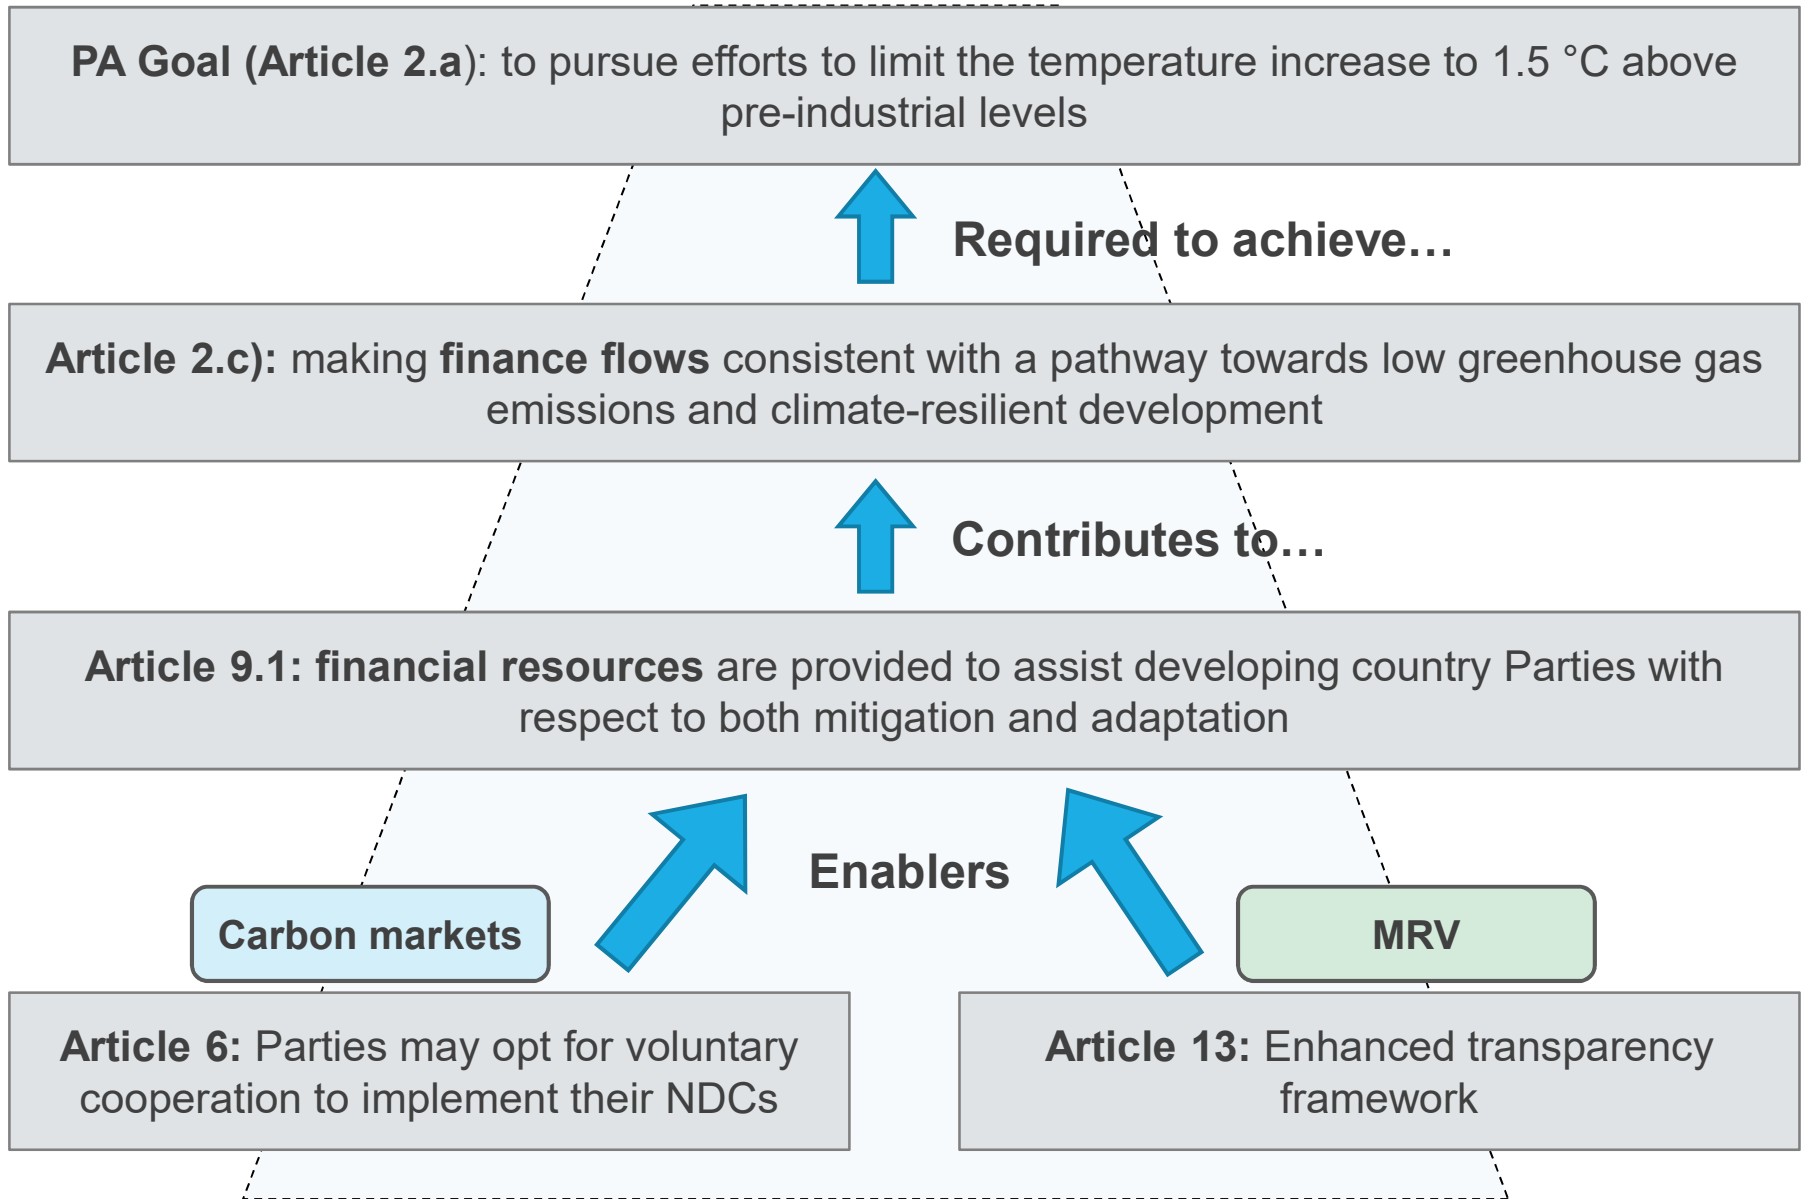 PA Goal (Article 2.a): to pursue efforts to limit the temperature increase to 1.5 °C above
pre-industrial levels
Required to achieve…
Article 2.c): making finance flows consistent with a pathway towards low greenhouse gas
emissions and climate-resilient development
Contributes to…
Article 9.1: financial resources are provided to assist developing country Parties with
respect to both mitigation and adaptation
Enablers
Carbon markets
MRV
Article 6: Parties may opt for voluntary
cooperation to implement their NDCs
Article 13: Enhanced transparency
framework